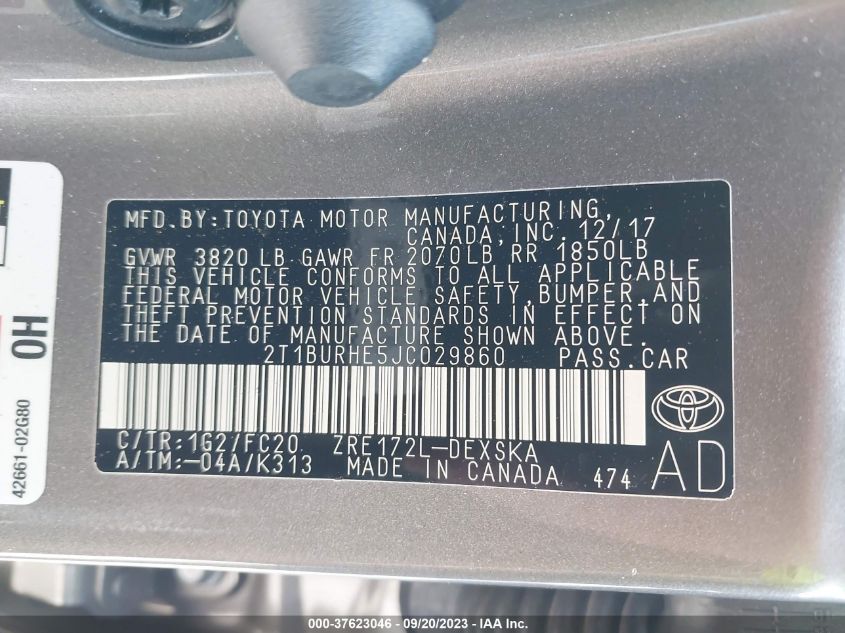 MFD.BY:TOYOTA MOTOR MANUFACTURING,
CANADA,INC. 12/17
GVWR 3820 LB GAWR FR 2070LB RR 1850LB
THIS VEHICLE CONFORMS TO ALL APPLICABLE
FEDERAL MOTOR VEHICLE SAFETY,BUMPER,AND
THEFT PREVENTION STANDARDS IN EFFECT ON
THE DATE OF MANUFACTURE SHOWN ABOVE.
2T1BURHE5JC029860 PASS.CAR
C/TR:1G2/FC20 ZRE172L-DEXSKA
A/TM:-04A/K313 MADE IN CANADA 474
AD
OH
42661-02G80
000-37623046 - 09/20/2023 - IAA Inc.